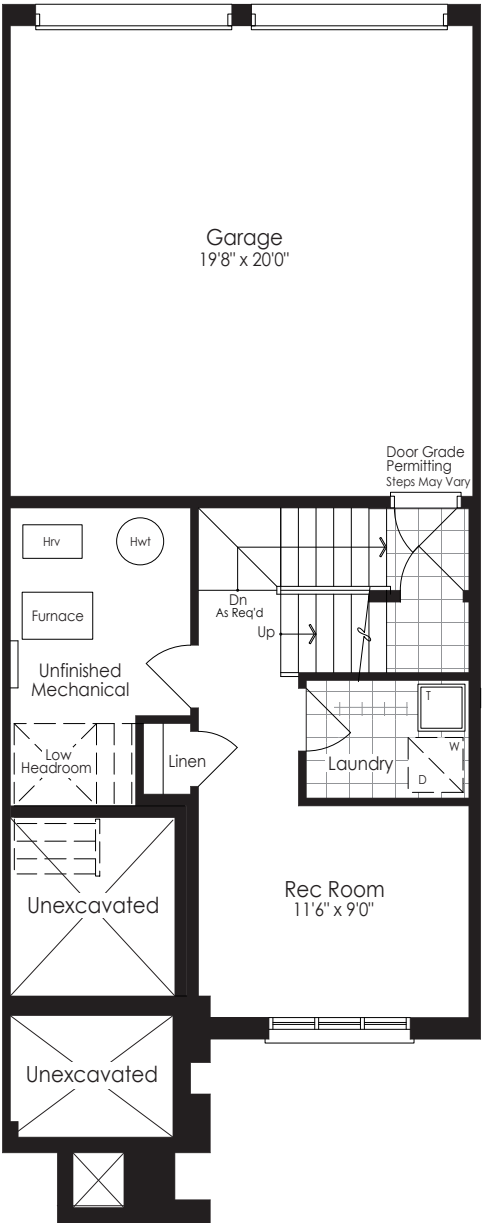 Garage
19'8" x 20'0"
Door Grade
Permitting
Steps May Vary
Hrv
Hwt
Furnace
Dn
As Req'd
Up
Unfinished
Mechanical
T
Low
Headroom
Linen
Laundry
W
D
Rec Room
11'6" x 9'0"
Unexcavated
Unexcavated